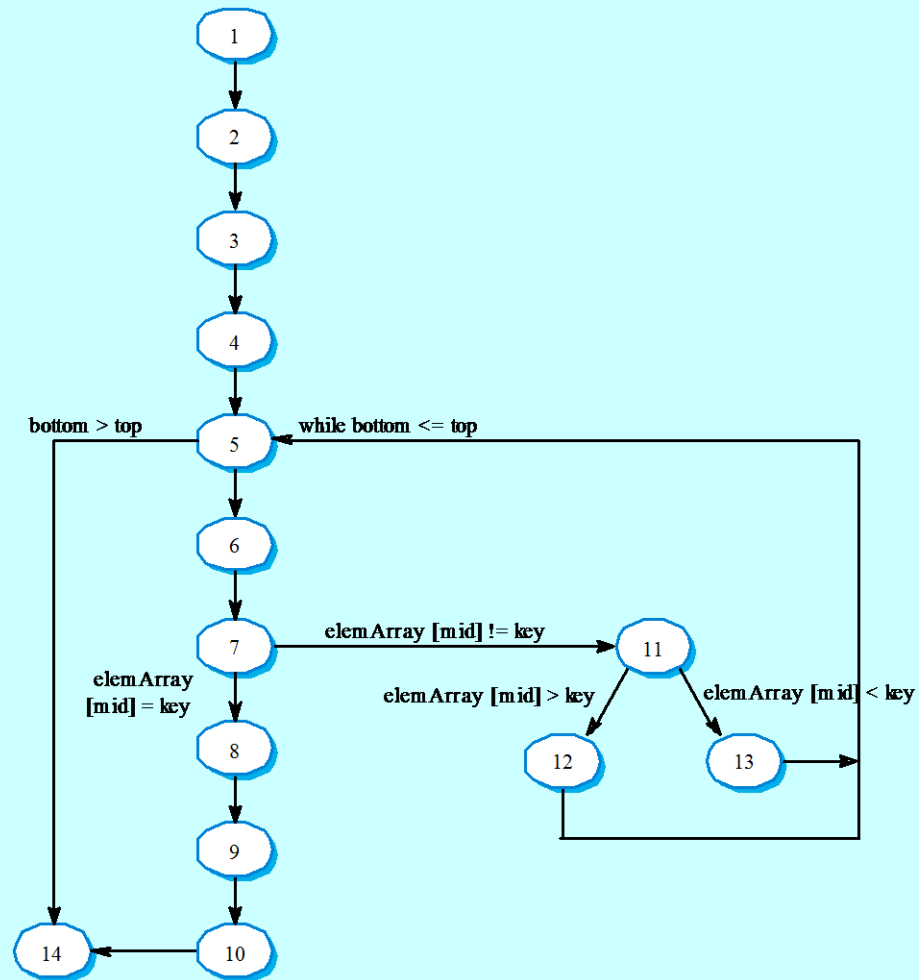 1
2
3
4
bottom > top
while bottom <= top
5
6
7
elemArray [mid] != key
11
elemArray
[mid] = key
elemArray [mid] > key
elemArray [mid] < key
8
12
13
9
14
10